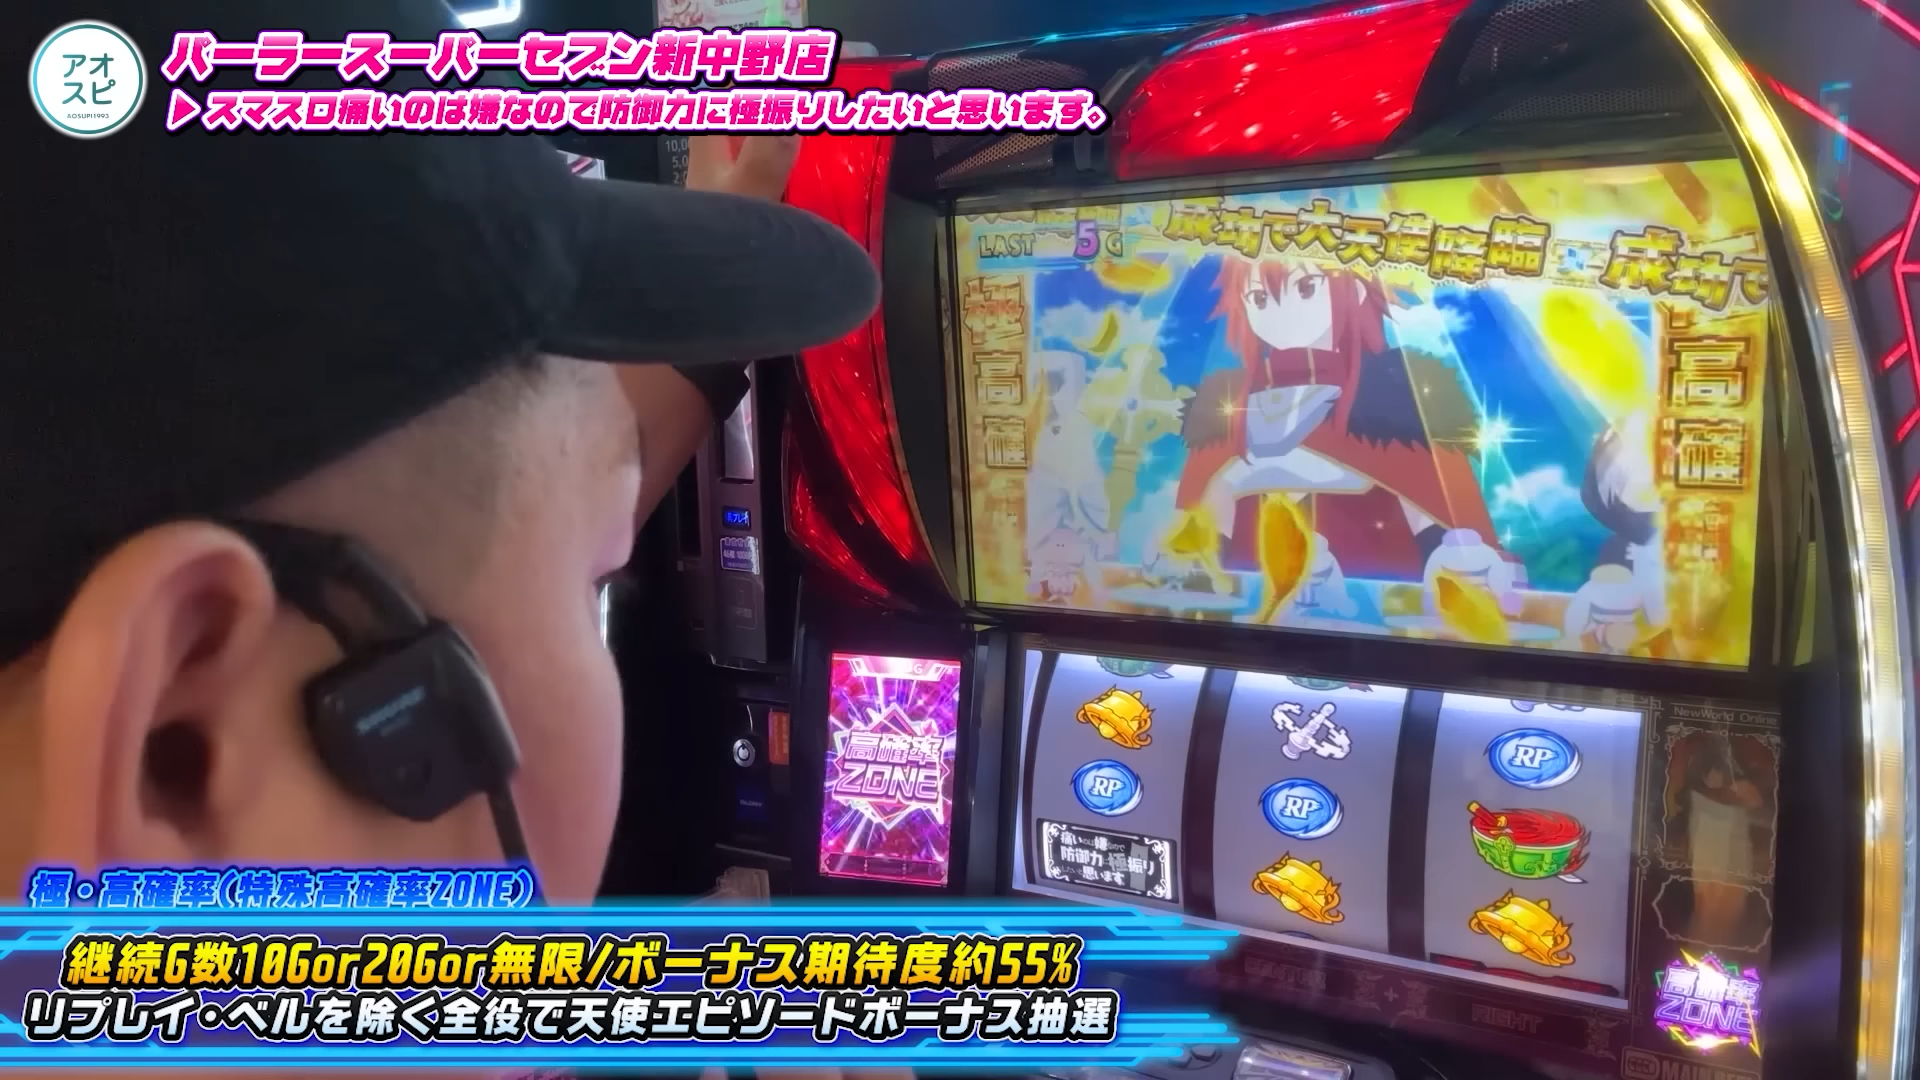 アオ
スピ
AOSUPI1993
パーラースーパーセブン新中野店
▶スマスロ痛いのは嫌なので防御力に極振りしたいと思います。
LAST 5 G
成功で大天使降臨
成功で
極高確
高確
高確率
ZONE
RP
RP
RP
痛いのは嫌なので
防御力に極振り
したいと思います
NewWorld Online
高確率
ZONE
RIGHT
極・高確率(特殊高確率ZONE)
継続G数10Gor20Gor無限/ボーナス期待度約55%
リプレイ・ベルを除く全役で天使エピソードボーナス抽選